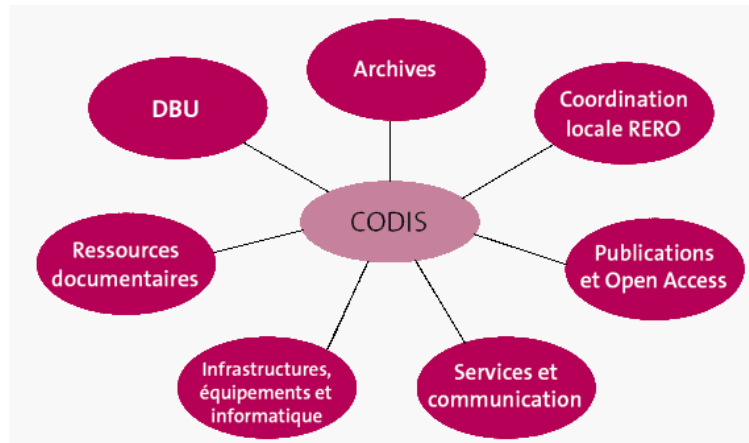 Archives
DBU
Coordination
locale RERO
CODIS
Ressources
documentaires
Publications
et Open Access
Infrastructures,
équipements et
informatique
Services et
communication